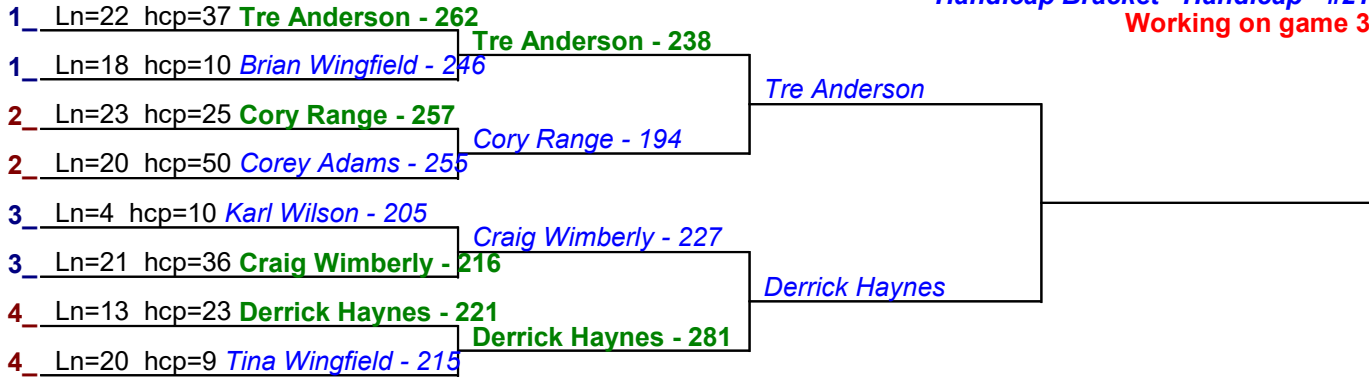 Handicap Bracket - Handicap - #21
Working on game 3
1_ Ln=22 hcp=37 Tre Anderson - 262
Tre Anderson - 238
1_ Ln=18 hcp=10 Brian Wingfield - 246
Tre Anderson
2_ Ln=23 hcp=25 Cory Range - 257
Cory Range - 194
2_ Ln=20 hcp=50 Corey Adams - 255
3_ Ln=4 hcp=10 Karl Wilson - 205
Craig Wimberly - 227
3_ Ln=21 hcp=36 Craig Wimberly - 216
Derrick Haynes
4_ Ln=13 hcp=23 Derrick Haynes - 221
Derrick Haynes - 281
4_ Ln=20 hcp=9 Tina Wingfield - 215